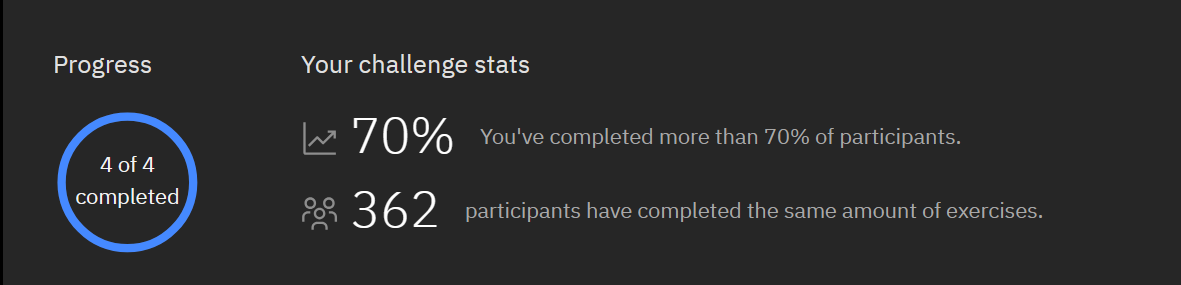 Progress
Your challenge stats
4 of 4
completed
70% You've completed more than 70% of participants.
362 participants have completed the same amount of exercises.